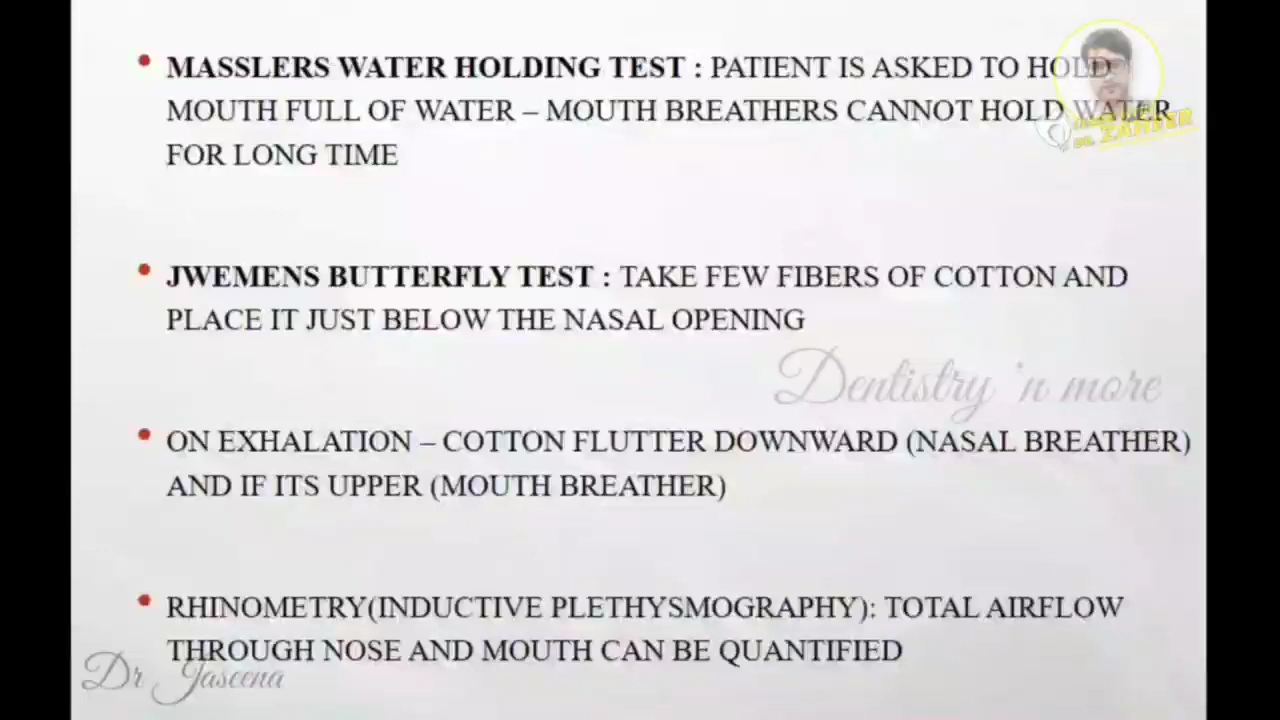 MASSLERS WATER HOLDING TEST : PATIENT IS ASKED TO HOLD
MOUTH FULL OF WATER – MOUTH BREATHERS CANNOT HOLD WATER
FOR LONG TIME
DR. ZAHEER
JWEMENS BUTTERFLY TEST : TAKE FEW FIBERS OF COTTON AND
PLACE IT JUST BELOW THE NASAL OPENING
Dentistry 'n more
ON EXHALATION – COTTON FLUTTER DOWNWARD (NASAL BREATHER)
AND IF ITS UPPER (MOUTH BREATHER)
RHINOMETRY(INDUCTIVE PLETHYSMOGRAPHY): TOTAL AIRFLOW
THROUGH NOSE AND MOUTH CAN BE QUANTIFIED
Dr Jaseena